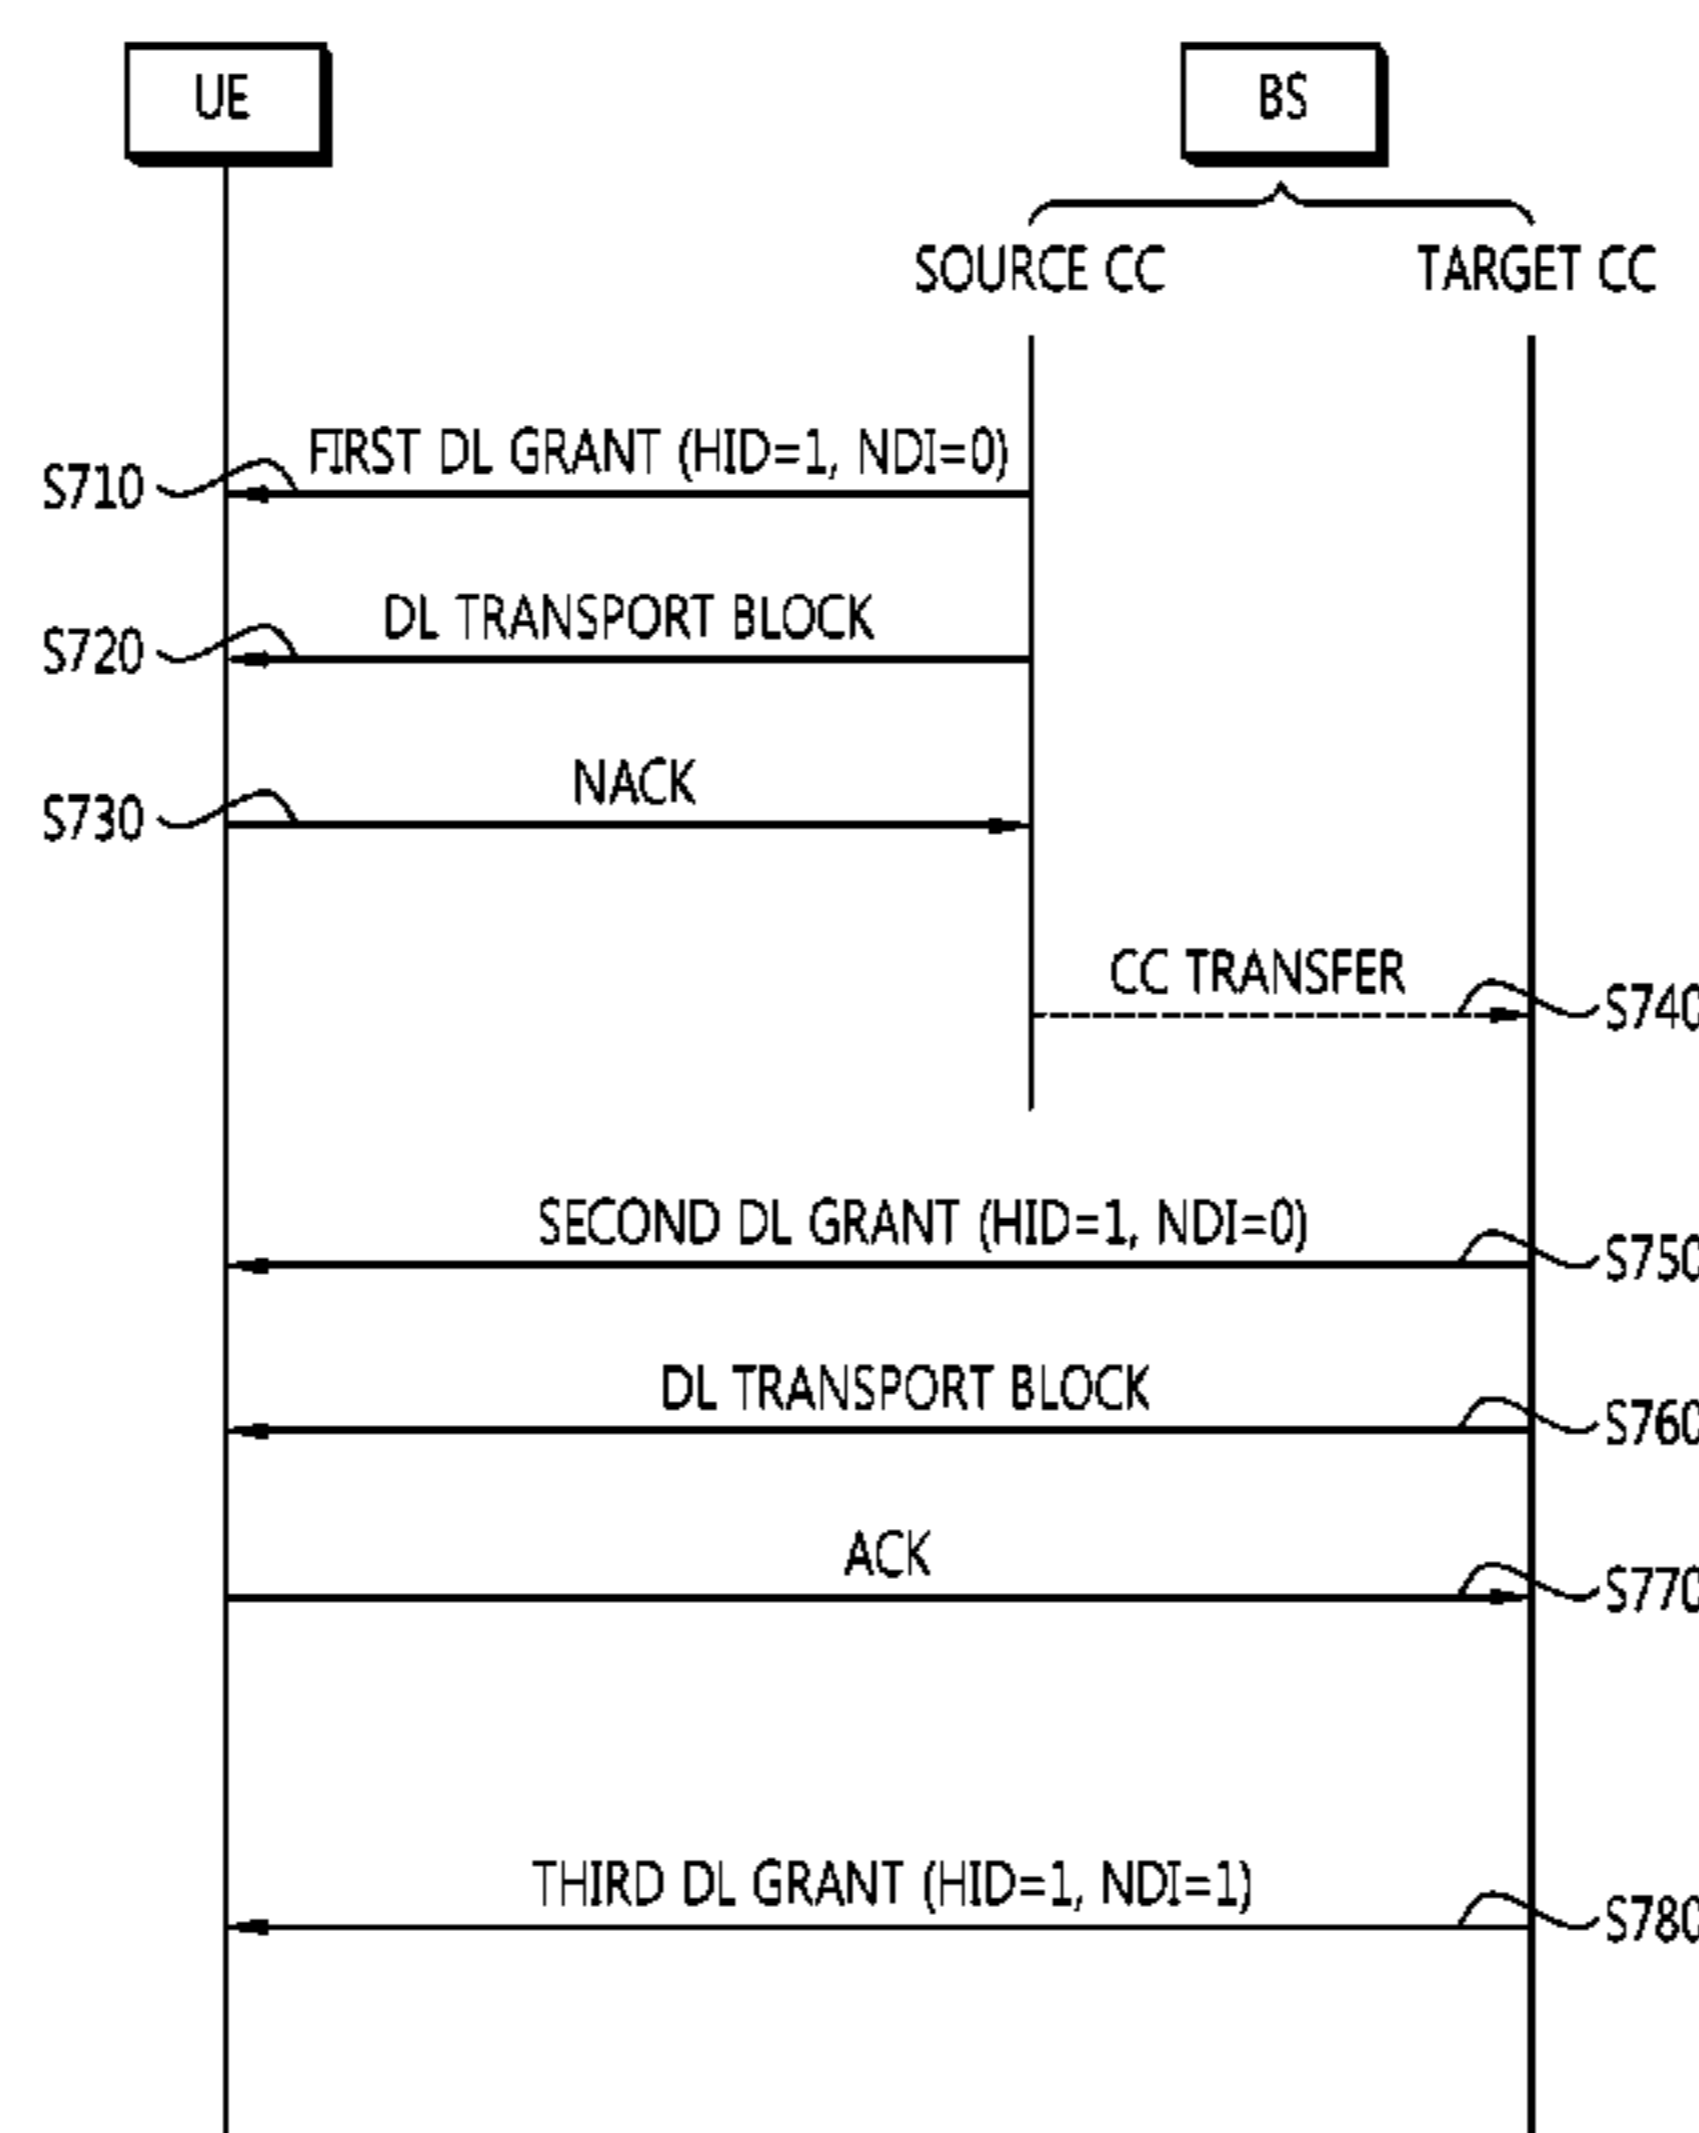 UE
BS
SOURCE CC
TARGET CC
FIRST DL GRANT (HID=1, NDI=0)
S710
DL TRANSPORT BLOCK
S720
NACK
S730
CC TRANSFER
S740
SECOND DL GRANT (HID=1, NDI=0)
S750
DL TRANSPORT BLOCK
S760
ACK
S770
THIRD DL GRANT (HID=1, NDI=1)
S780